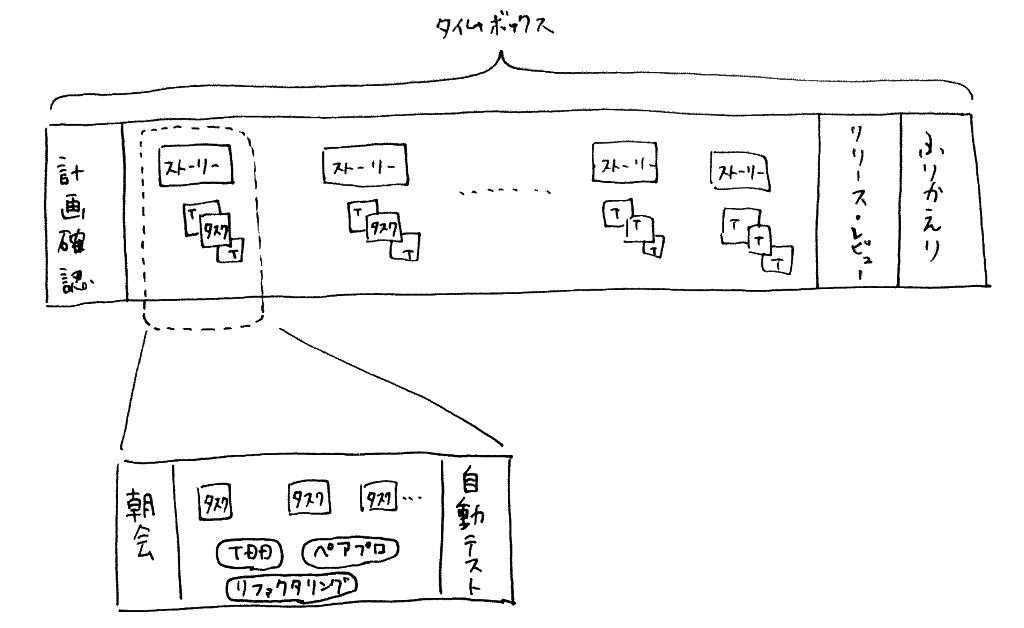 タイムボックス
計画確認
ストーリー
T
タスク
T
ストーリー
T
タスク
T
………
ストーリー
T
T
T
ストーリー
T
T
T
リリース・レビュー
ふりかえり
朝会
タスク
タスク
タスク…
TDD
ペアプロ
リファクタリング
自動テスト